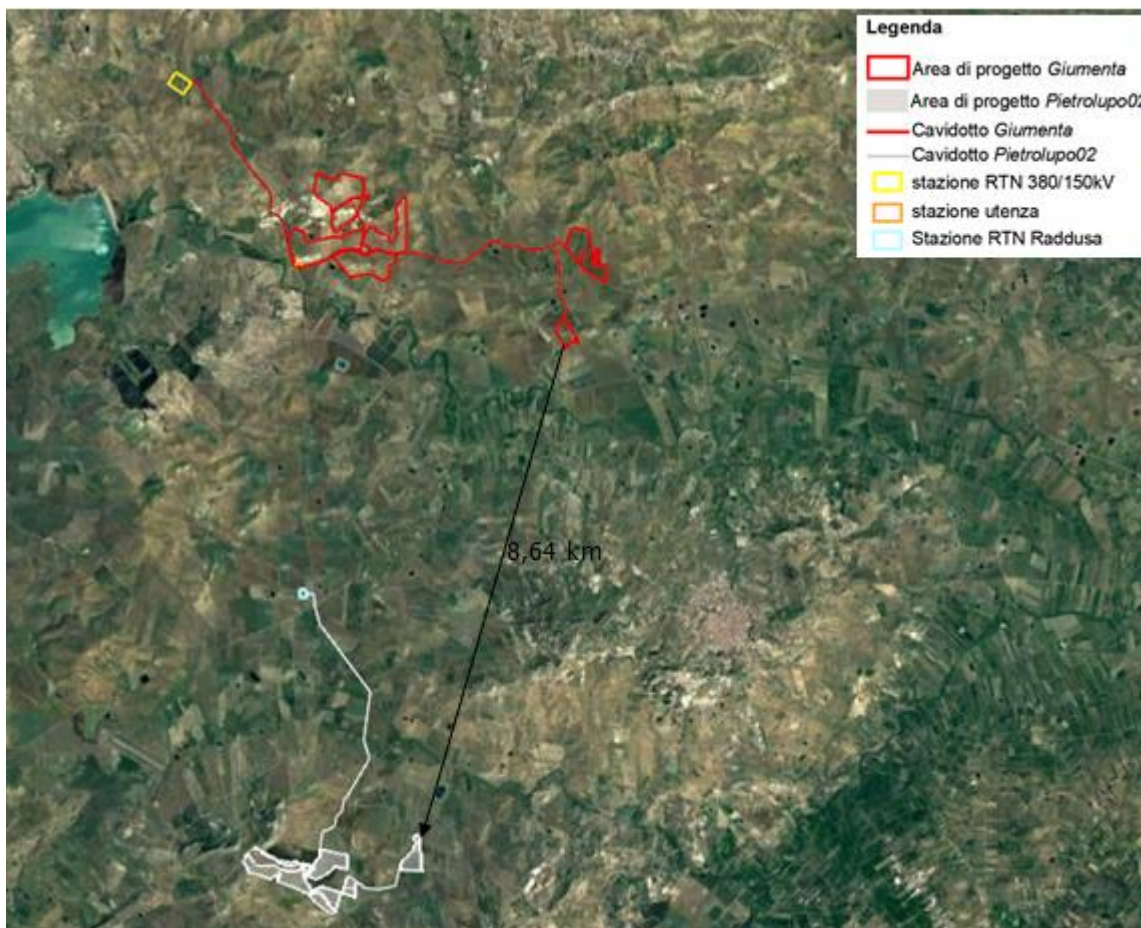 Legenda
Area di progetto Giumenta
Area di progetto Pietrolupo02
Cavidotto Giumenta
Cavidotto Pietrolupo02
stazione RTN 380/150kV
stazione utenza
Stazione RTN Raddusa
8,64 km